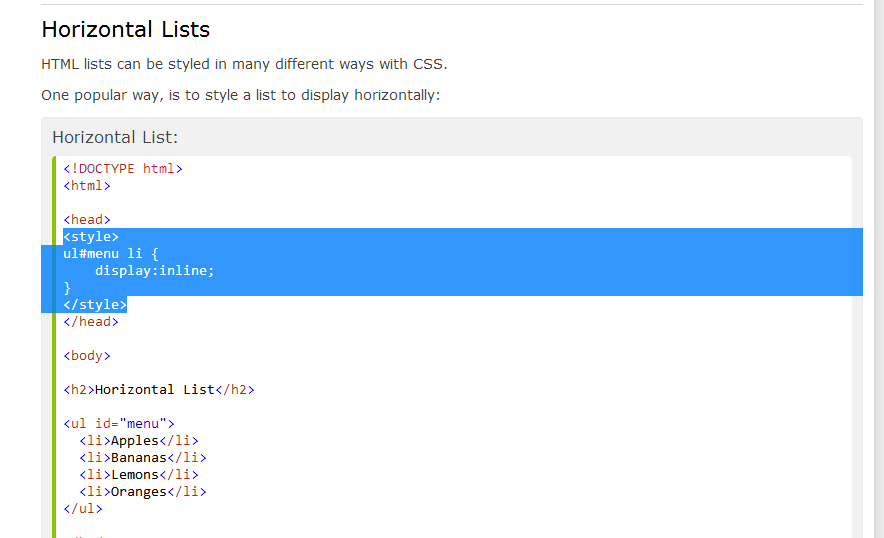 Horizontal Lists
HTML lists can be styled in many different ways with CSS.
One popular way, is to style a list to display horizontally:
Horizontal List:
<!DOCTYPE html>
<html>
<head>
<style>
ul#menu li {
    display:inline;
}
</style>
</head>
<body>
<h2>Horizontal List</h2>
<ul id="menu">
  <li>Apples</li>
  <li>Bananas</li>
  <li>Lemons</li>
  <li>Oranges</li>
</ul>